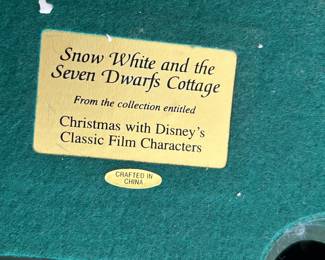 Snow White and the
Seven Dwarfs Cottage
From the collection entitled
Christmas with Disney's
Classic Film Characters
CRAFTED IN
CHINA